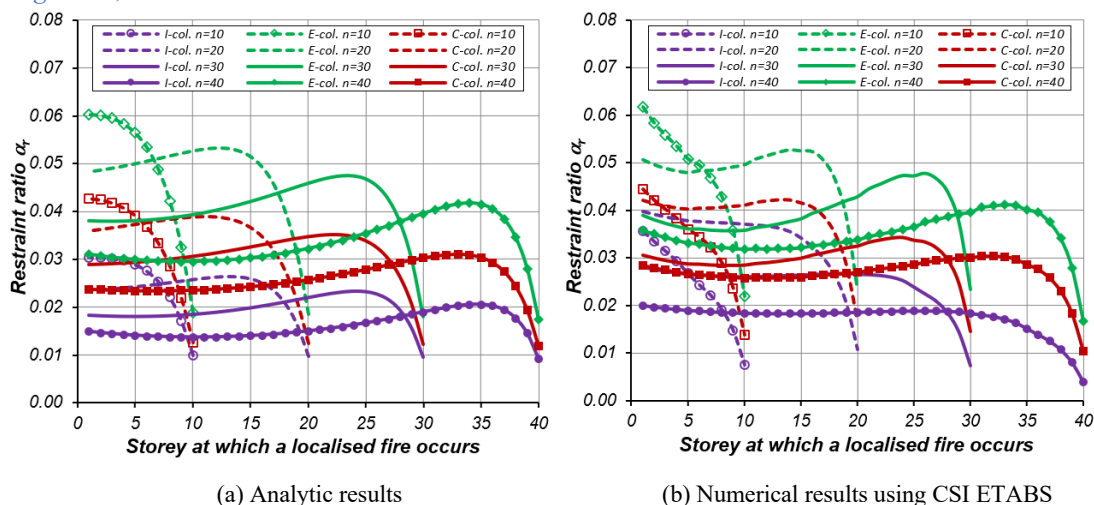 0.08
0.07
0.06
0.05
0.04
0.03
0.02
0.01
0.00
Restraint ratio αr
I-col. n=10
E-col. n=10
C-col. n=10
I-col. n=20
E-col. n=20
C-col. n=20
I-col. n=30
E-col. n=30
C-col. n=30
I-col. n=40
E-col. n=40
C-col. n=40
0 5 10 15 20 25 30 35 40
Storey at which a localised fire occurs
(a) Analytic results
0.08
0.07
0.06
0.05
0.04
0.03
0.02
0.01
0.00
Restraint ratio αr
I-col. n=10
E-col. n=10
C-col. n=10
I-col. n=20
E-col. n=20
C-col. n=20
I-col. n=30
E-col. n=30
C-col. n=30
I-col. n=40
E-col. n=40
C-col. n=40
0 5 10 15 20 25 30 35 40
Storey at which a localised fire occurs
(b) Numerical results using CSI ETABS